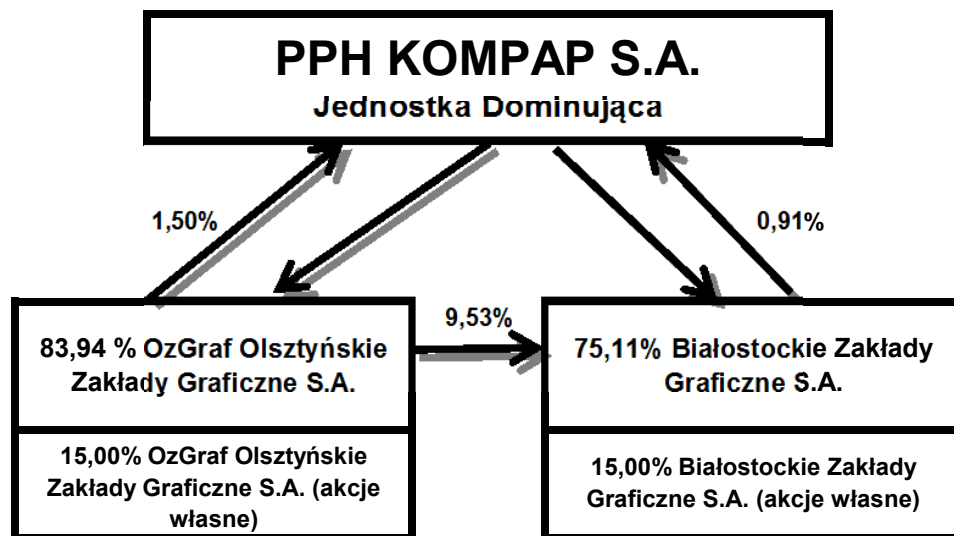 PPH KOMPAP S.A.
Jednostka Dominująca
1,50%
0,91%
9,53%
83,94 % OzGraf Olsztyńskie
Zakłady Graficzne S.A.
75,11% Białostockie Zakłady
Graficzne S.A.
15,00% OzGraf Olsztyńskie
Zakłady Graficzne S.A. (akcje
własne)
15,00% Białostockie Zakłady
Graficzne S.A. (akcje własne)